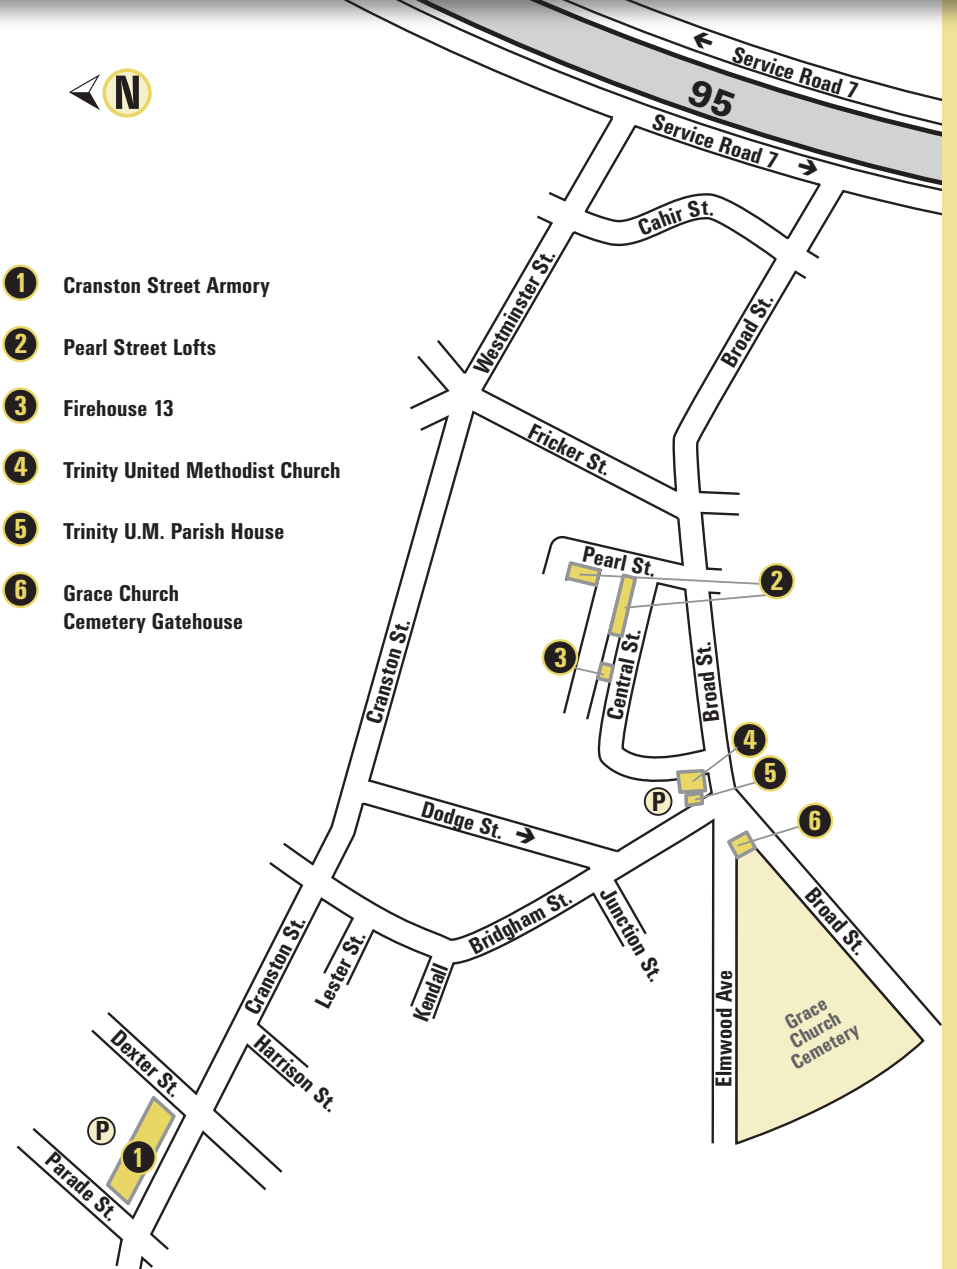 Service Road 7
95
Service Road 7
N
Cahir St.
Westminster St.
Broad St.
1 Cranston Street Armory
2 Pearl Street Lofts
3 Firehouse 13
4 Trinity United Methodist Church
5 Trinity U.M. Parish House
6 Grace Church
Cemetery Gatehouse
Fricker St.
Pearl St.
2
3
Central St.
Cranston St.
Broad St.
4
5
P
6
Dodge St.
Bridgham St.
Junction St.
Broad St.
Cranston St.
Lester St.
Kendall
Elmwood Ave
Grace
Church
Cemetery
Dexter St.
Harrison St.
P
1
Parade St.